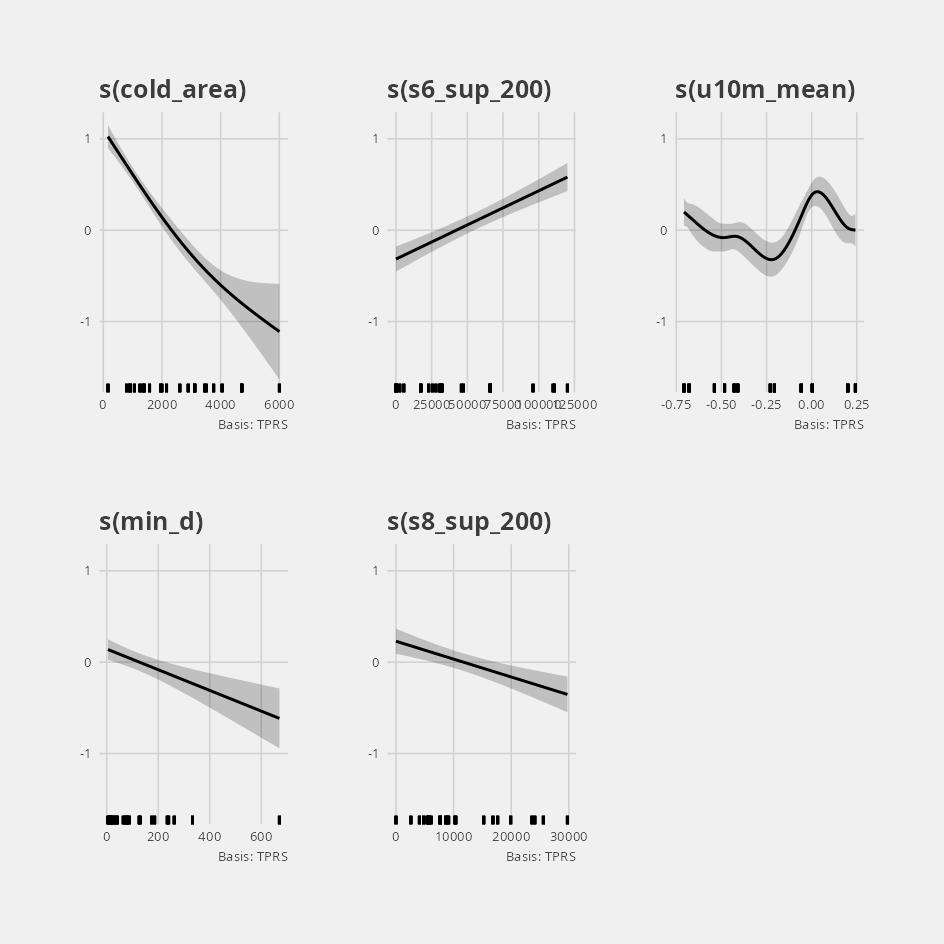 s(cold_area)
1
0
-1
0 2000 4000 6000
Basis: TPRS
s(s6_sup_200)
1
0
-1
0 25000 50000 75000 100000 125000
Basis: TPRS
s(u10m_mean)
1
0
-1
-0.75 -0.50 -0.25 0.00 0.25
Basis: TPRS
s(min_d)
1
0
-1
0 200 400 600
Basis: TPRS
s(s8_sup_200)
1
0
-1
0 10000 20000 30000
Basis: TPRS